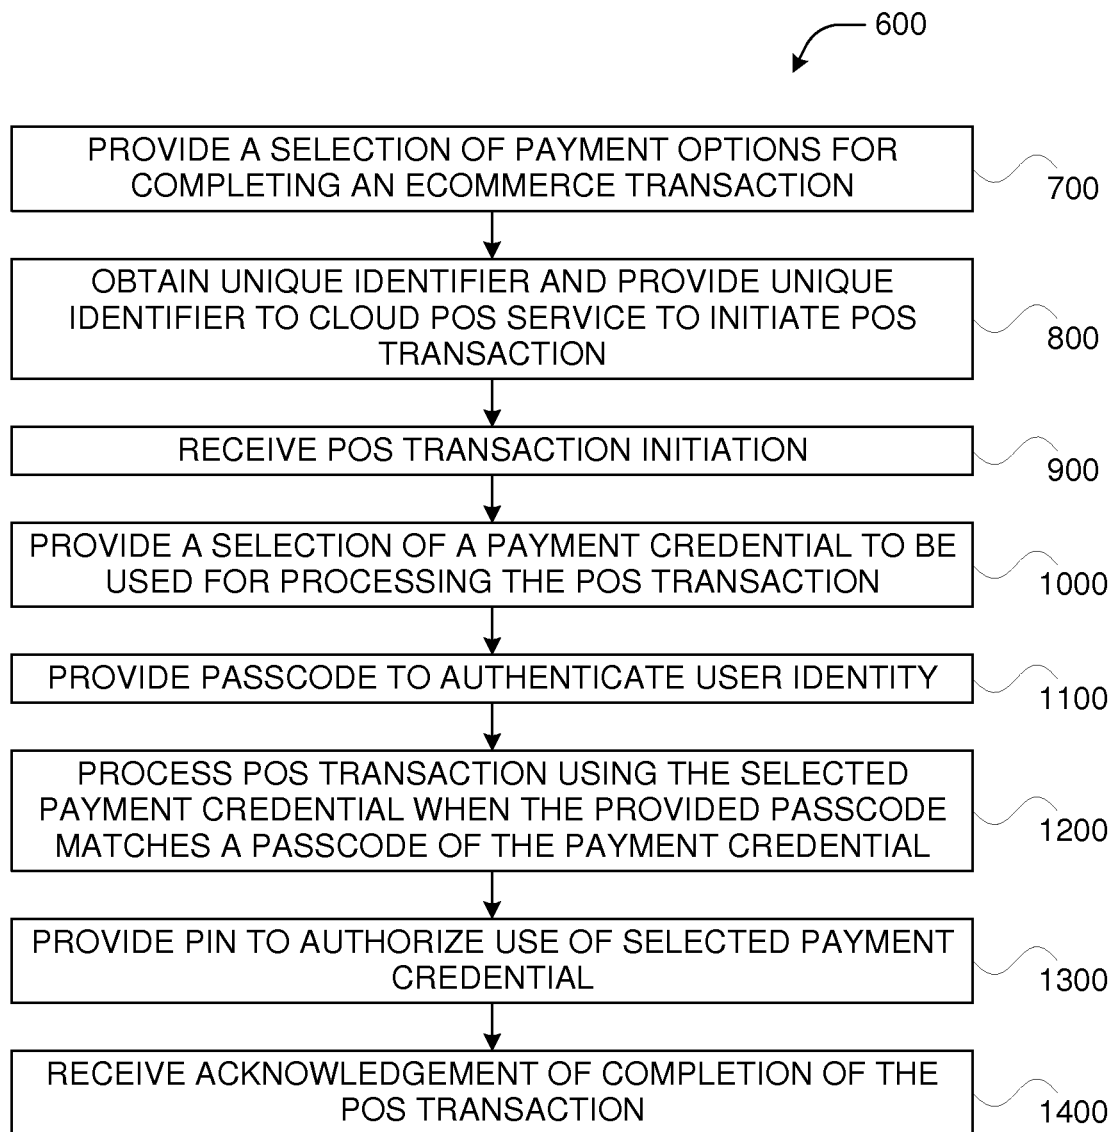 600
PROVIDE A SELECTION OF PAYMENT OPTIONS FOR
COMPLETING AN ECOMMERCE TRANSACTION
700
OBTAIN UNIQUE IDENTIFIER AND PROVIDE UNIQUE
IDENTIFIER TO CLOUD POS SERVICE TO INITIATE POS
TRANSACTION
800
RECEIVE POS TRANSACTION INITIATION
900
PROVIDE A SELECTION OF A PAYMENT CREDENTIAL TO BE
USED FOR PROCESSING THE POS TRANSACTION
1000
PROVIDE PASSCODE TO AUTHENTICATE USER IDENTITY
1100
PROCESS POS TRANSACTION USING THE SELECTED
PAYMENT CREDENTIAL WHEN THE PROVIDED PASSCODE
MATCHES A PASSCODE OF THE PAYMENT CREDENTIAL
1200
PROVIDE PIN TO AUTHORIZE USE OF SELECTED PAYMENT
CREDENTIAL
1300
RECEIVE ACKNOWLEDGEMENT OF COMPLETION OF THE
POS TRANSACTION
1400